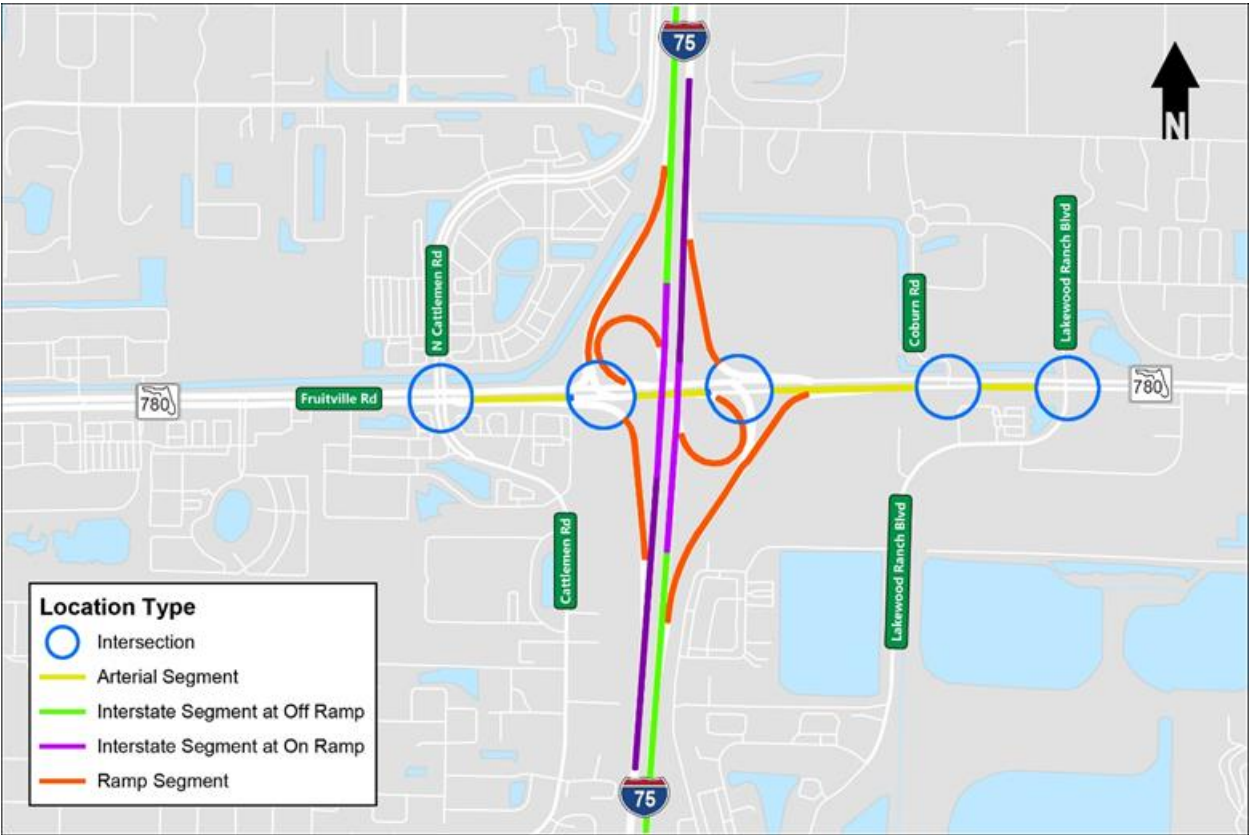 75
N
N Cattlemen Rd
Coburn Rd
Lakewood Ranch Blvd
780
Fruitville Rd
780
Cattlemen Rd
Lakewood Ranch Blvd
Location Type
Intersection
Arterial Segment
Interstate Segment at Off Ramp
Interstate Segment at On Ramp
Ramp Segment
75